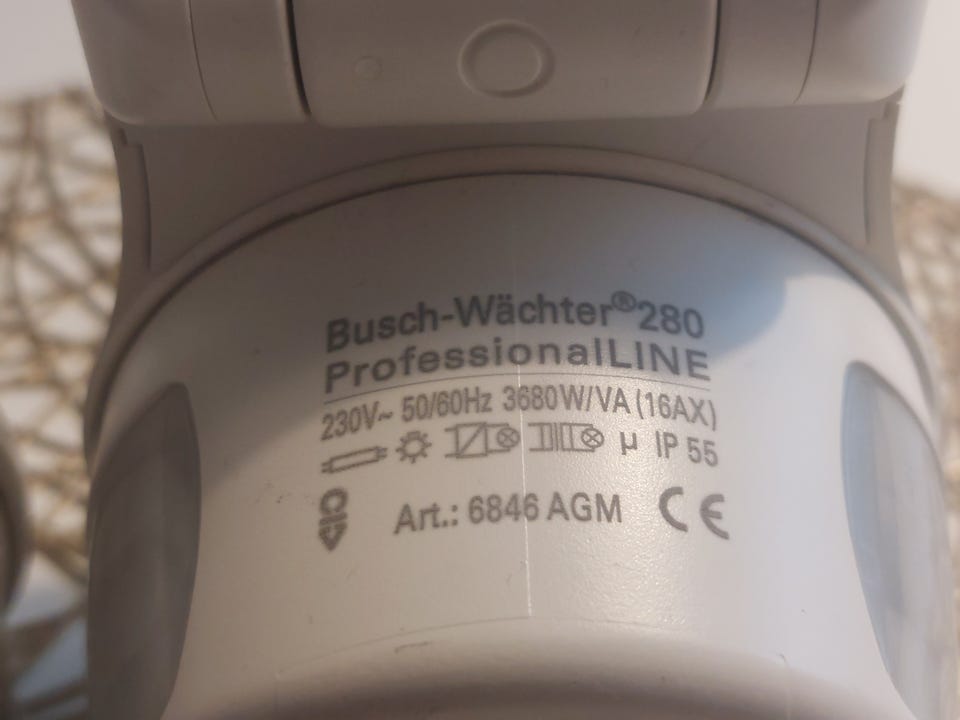 Busch-Wächter®280
ProfessionalLINE
230V~ 50/60Hz 3680W/VA (16AX)
µ IP 55
Art.: 6846 AGM CE